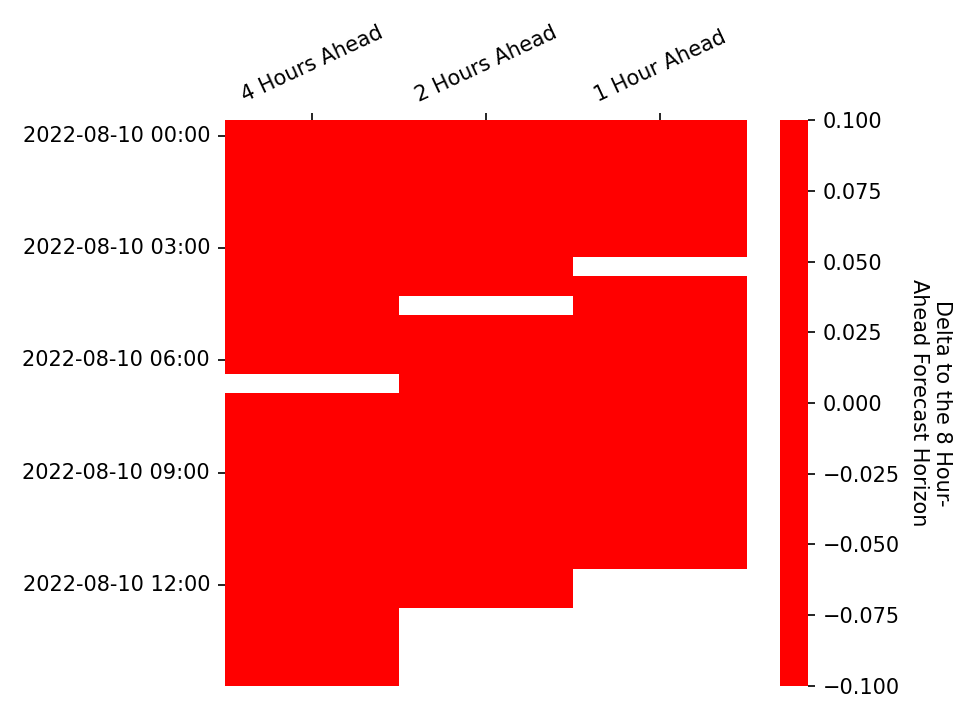 4 Hours Ahead
2 Hours Ahead
1 Hour Ahead
2022-08-10 00:00
2022-08-10 03:00
2022-08-10 06:00
2022-08-10 09:00
2022-08-10 12:00
0.100
0.075
0.050
0.025
0.000
−0.025
−0.050
−0.075
−0.100
Delta to the 8 Hour-
Ahead Forecast Horizon